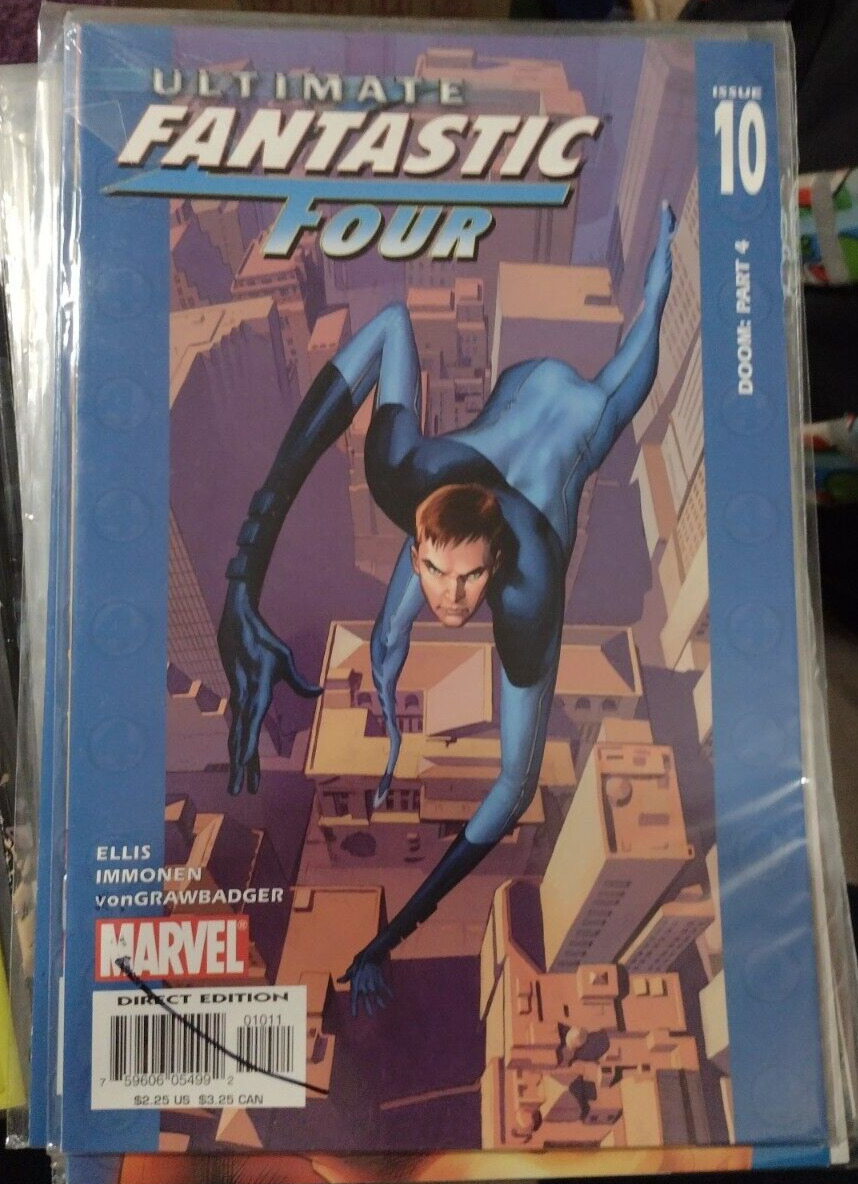 ULTIMATE
FANTASTIC
FOUR
ISSUE
10
DOOM: PART 4
ELLIS
IMMONEN
vonGRAWBADGER
MARVEL®
DIRECT EDITION
01011
7 59606 05499 2
$2.25 US $3.25 CAN